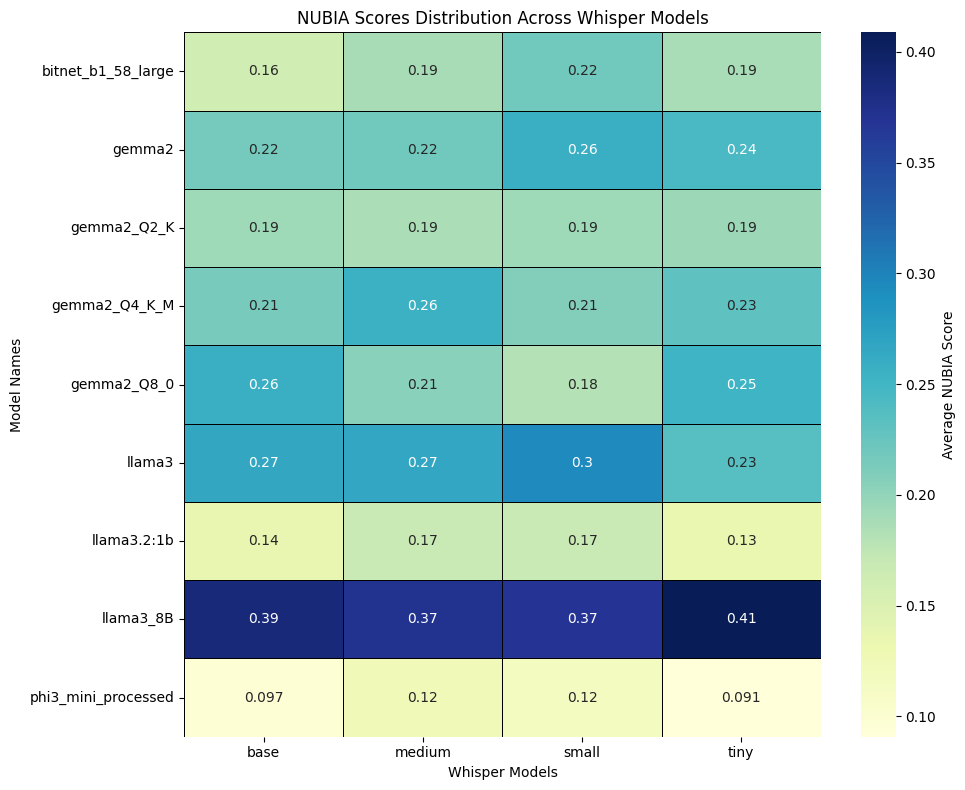 NUBIA Scores Distribution Across Whisper Models
Model Names
bitnet_b1_58_large 0.16 0.19 0.22 0.19
gemma2 0.22 0.22 0.26 0.24
gemma2_Q2_K 0.19 0.19 0.19 0.19
gemma2_Q4_K_M 0.21 0.26 0.21 0.23
gemma2_Q8_0 0.26 0.21 0.18 0.25
llama3 0.27 0.27 0.3 0.23
llama3.2:1b 0.14 0.17 0.17 0.13
llama3_8B 0.39 0.37 0.37 0.41
phi3_mini_processed 0.097 0.12 0.12 0.091
base medium small tiny
Whisper Models
0.40
0.35
0.30
0.25
0.20
0.15
0.10
Average NUBIA Score